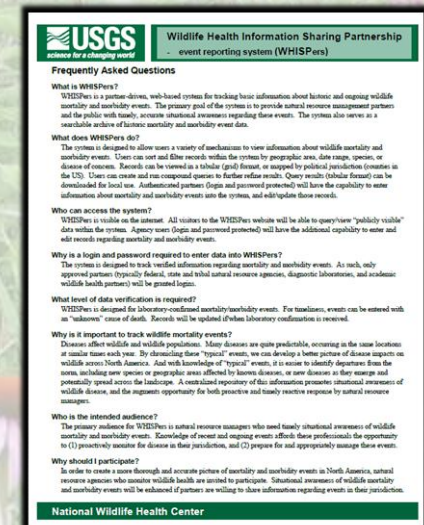 USGS
science for a changing world
Wildlife Health Information Sharing Partnership
- event reporting system (WHISPers)
Frequently Asked Questions
What is WHISPers?
WHISPers is a partner-driven, web-based system for tracking basic information about historic and ongoing wildlife
mortality and morbidity events. The primary goal of the system is to provide natural resource management partners
and the public with timely, accurate situational awareness regarding these events. The system also serves as a
searchable archive of historic mortality and morbidity event data.
What does WHISPers do?
The system is designed to allow users a variety of mechanisms to view information about wildlife mortality and
morbidity events. Users can sort and filter records within the system by geographic area, date range, species, or
disease of concern. Records can be viewed in a tabular (grid) format, or mapped by political jurisdiction (counties in
the US). Users can create and run compound queries to further refine results. Query results (tabular format) can be
downloaded for local use. Authenticated partners (login and password protected) will have the capability to enter
information about mortality and morbidity events into the system, and edit/update those records.
Who can access the system?
WHISPers is visible on the internet. All visitors to the WHISPers website will be able to query/view "publicly visible"
data within the system. Agency users (login and password protected) will have the additional capability to enter and
edit records regarding mortality and morbidity events.
Why is a login and password required to enter data into WHISPers?
The system is designed to track verified information regarding mortality and morbidity events. As such, only
approved partners (typically federal, state and tribal natural resource agencies, diagnostic laboratories, and academic
wildlife health partners) will be granted logins.
What level of data verification is required?
WHISPers is designed for laboratory-confirmed mortality/morbidity events. For timeliness, events can be entered with
an "unknown" cause of death. Records will be updated if/when laboratory confirmation is received.
Why is it important to track wildlife mortality events?
Diseases affect wildlife and wildlife populations. Many diseases are quite predictable, occurring in the same locations
at similar times each year. By chronicling these "typical" events, we can develop a better picture of disease impacts on
wildlife across North America. And with knowledge of "typical" events, it is easier to identify departures from the
norm, including new species or geographic areas affected by known diseases, or new diseases as they emerge and
potentially spread across the landscape. A centralized repository of this information promotes situational awareness of
wildlife disease, and the augments opportunity for both proactive and timely reactive response by natural resource
managers.
Who is the intended audience?
The primary audience for WHISPers is natural resource managers who need timely situational awareness of wildlife
mortality and morbidity events. Knowledge of recent and ongoing events affords these professionals the opportunity
to (1) proactively monitor for disease in their jurisdiction, and (2) prepare for and appropriately manage these events.
Why should I participate?
In order to create a more thorough and accurate picture of mortality and morbidity events in North America, natural
resource agencies who monitor wildlife health are invited to participate. Situational awareness of wildlife mortality
and morbidity events will be enhanced if partners are willing to share information regarding events in their jurisdiction.
National Wildlife Health Center